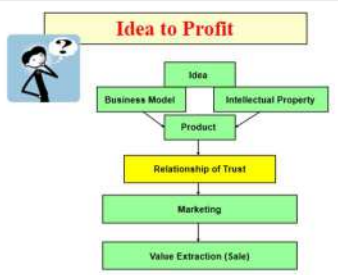 Idea to Profit
?
Idea
Business Model
Intellectual Property
Product
Relationship of Trust
Marketing
Value Extraction (Sale)